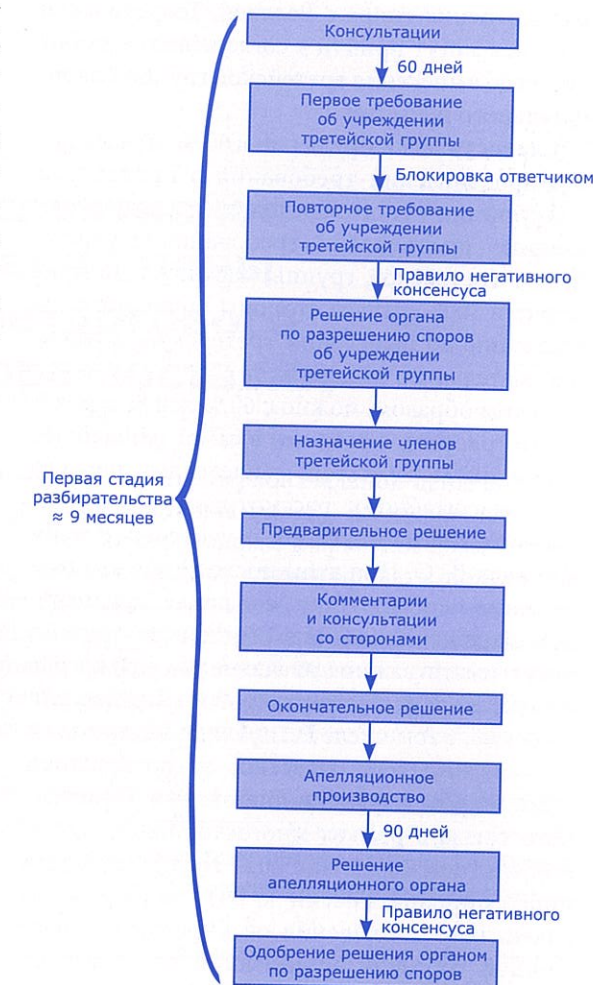 Консультации
60 дней
Первое требование
об учреждении
третейской группы
Блокировка ответчиком
Повторное требование
об учреждении
третейской группы
Правило негативного
консенсуса
Решение органа
по разрешению споров
об учреждении
третейской группы
Назначение членов
третейской группы
Первая стадия
разбирательства
≈ 9 месяцев
Предварительное решение
Комментарии
и консультации
со сторонами
Окончательное решение
Апелляционное
производство
90 дней
Решение
апелляционного органа
Правило негативного
консенсуса
Одобрение решения органом
по разрешению споров